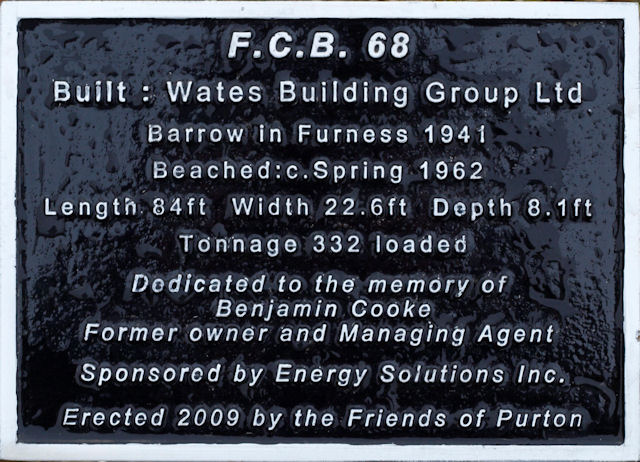 F.C.B. 68
Built : Wates Building Group Ltd
Barrow in Furness 1941
Beached:c.Spring 1962
Length 84ft Width 22.6ft Depth 8.1ft
Tonnage 332 loaded
Dedicated to the memory of
Benjamin Cooke
Former owner and Managing Agent
Sponsored by Energy Solutions Inc.
Erected 2009 by the Friends of Purton